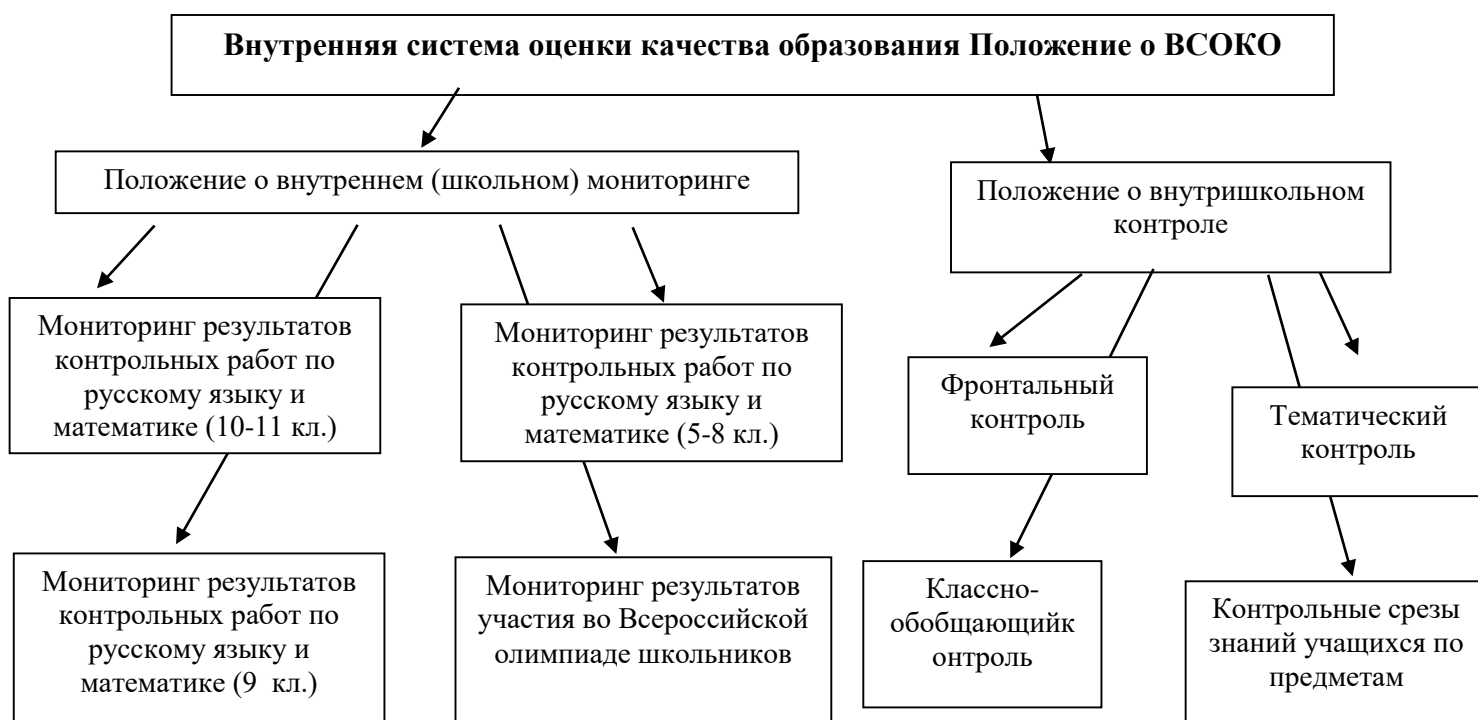 Внутренняя система оценки качества образования Положение о ВСОКО
Положение о внутреннем (школьном) мониторинге
Положение о внутришкольном
контроле
Мониторинг результатов
контрольных работ по
русскому языку и
математике (10-11 кл.)
Мониторинг результатов
контрольных работ по
русскому языку и
математике (5-8 кл.)
Фронтальный
контроль
Тематический
контроль
Мониторинг результатов
контрольных работ по
русскому языку и
математике (9 кл.)
Мониторинг результатов
участия во Всероссийской
олимпиаде школьников
Классно-
обобщающийк
онтроль
Контрольные срезы
знаний учащихся по
предметам